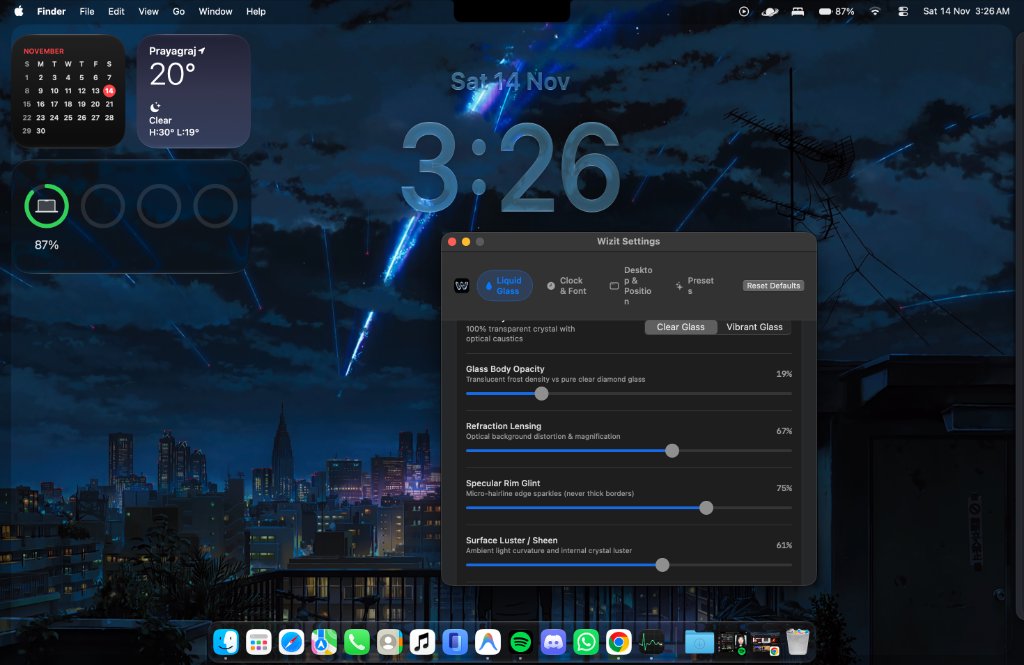 Finder File Edit View Go Window Help
87% Sat 14 Nov 3:26 AM
NOVEMBER
S M T W T F S
1 2 3 4 5 6 7
8 9 10 11 12 13 14
15 16 17 18 19 20 21
22 23 24 25 26 27 28
29 30
Prayagraj
20°
Clear
H:30° L:19°
87%
Sat 14 Nov
3:26
Wizit Settings
W
Liquid
Glass
Clock
& Font
Deskto
p &
Positio
n
Preset
s
Reset Defaults
100% transparent crystal with
optical caustics
Clear Glass Vibrant Glass
Glass Body Opacity
Translucent frost density vs pure clear diamond glass
19%
Refraction Lensing
Optical background distortion & magnification
67%
Specular Rim Glint
Micro-hairline edge sparkles (never thick borders)
75%
Surface Luster / Sheen
Ambient light curvature and internal crystal luster
61%